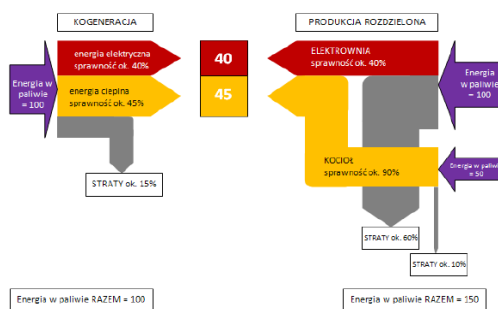 KOGENERACJA
PRODUKCJA ROZDZIELONA
energia elektryczna
sprawność ok. 40%
40
ELEKTROWNIA
sprawność ok. 40%
Energia w
paliwie
= 100
energia cieplna
sprawność ok. 45%
45
Energia
w paliwie
= 100
KOCIOŁ
sprawność ok. 90%
Energia w paliwie
= 50
STRATY ok. 15%
STRATY ok. 60%
STRATY ok. 10%
Energia w paliwie RAZEM = 100
Energia w paliwie RAZEM = 150